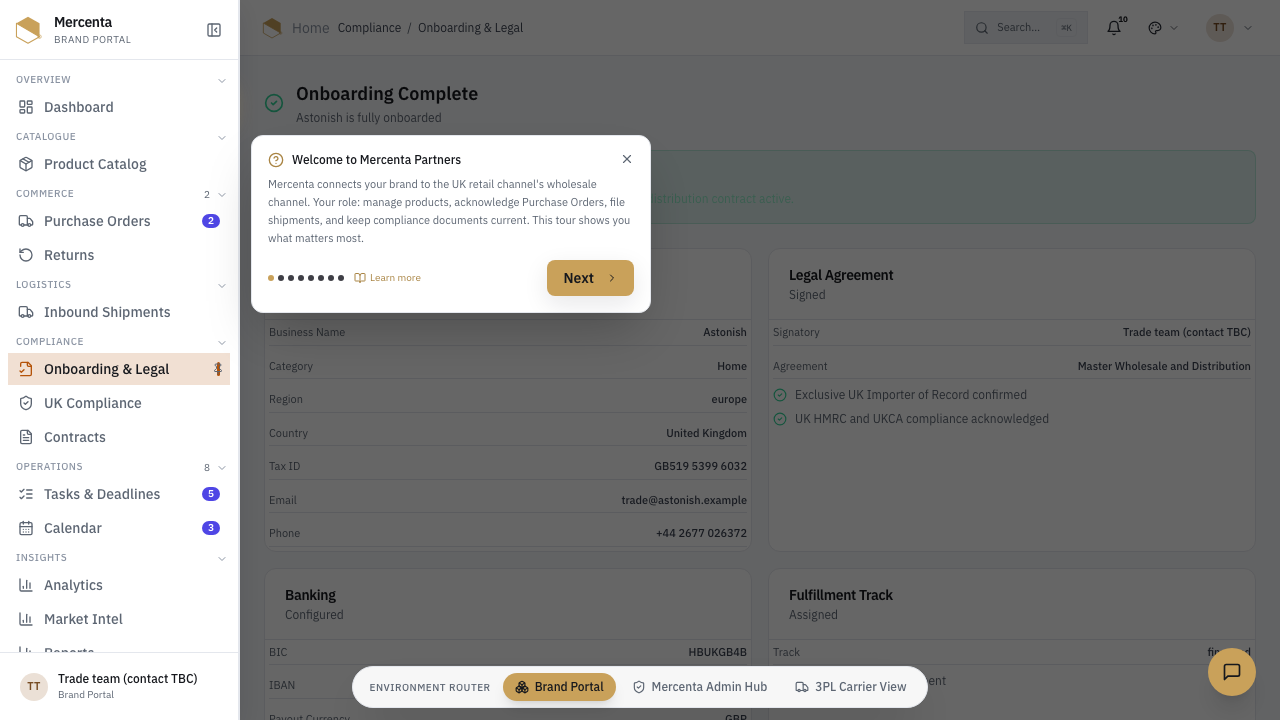 Mercenta
BRAND PORTAL
OVERVIEW
Dashboard
CATALOGUE
Product Catalog
COMMERCE 2
Purchase Orders 2
Returns
LOGISTICS
Inbound Shipments
COMPLIANCE
Onboarding & Legal
UK Compliance
Contracts
OPERATIONS 8
Tasks & Deadlines 5
Calendar 3
INSIGHTS
Analytics
Market Intel
Reports
TT
Trade team (contact TBC)
Brand Portal
Home Compliance / Onboarding & Legal
Search... ⌘K
10
TT
Onboarding Complete
Astonish is fully onboarded
distribution contract active.
Welcome to Mercenta Partners
Mercenta connects your brand to the UK retail channel's wholesale
channel. Your role: manage products, acknowledge Purchase Orders, file
shipments, and keep compliance documents current. This tour shows you
what matters most.
Learn more
Next
Business Name Astonish
Category Home
Region europe
Country United Kingdom
Tax ID GB519 5399 6032
Email trade@astonish.example
Phone +44 2677 026372
Legal Agreement
Signed
Signatory Trade team (contact TBC)
Agreement Master Wholesale and Distribution
Exclusive UK Importer of Record confirmed
UK HMRC and UKCA compliance acknowledged
Banking
Configured
BIC HBUKGB4B
IBAN
Payout Currency GBP
Fulfillment Track
Assigned
Track
ENVIRONMENT ROUTER
Brand Portal
Mercenta Admin Hub
3PL Carrier View